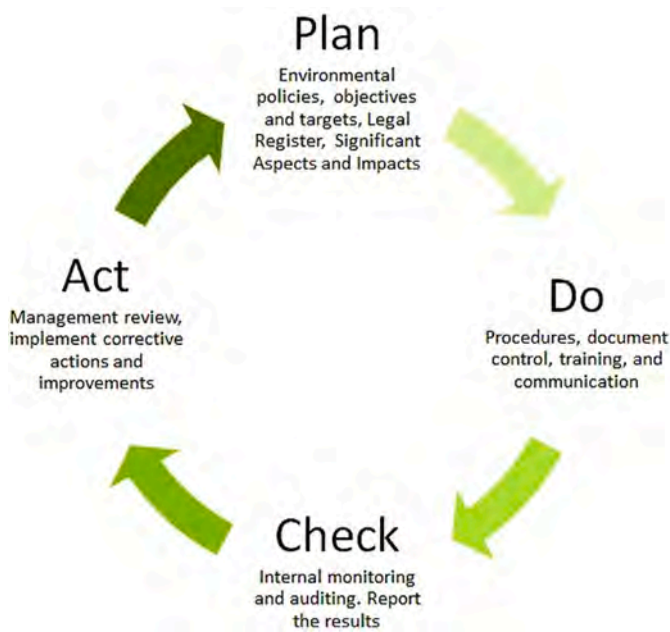 Plan
Environmental
policies, objectives
and targets, Legal
Register, Significant
Aspects and Impacts
Do
Procedures, document
control, training, and
communication
Check
Internal monitoring
and auditing. Report
the results
Act
Management review,
implement corrective
actions and
improvements